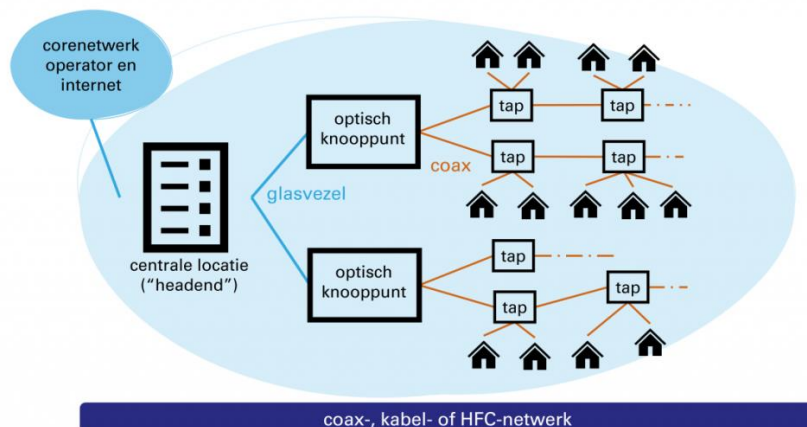 corenetwerk
operator en
internet
centrale locatie
("headend")
glasvezel
optisch
knooppunt
coax
tap
tap
tap
tap
optisch
knooppunt
tap
tap
tap
coax-, kabel- of HFC-netwerk